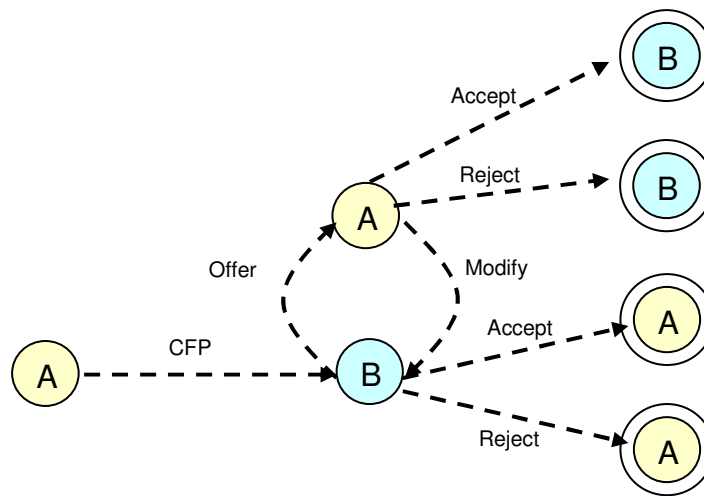 B
Accept
Reject
B
A
Offer
Modify
A
Accept
CFP
A
B
Reject
A